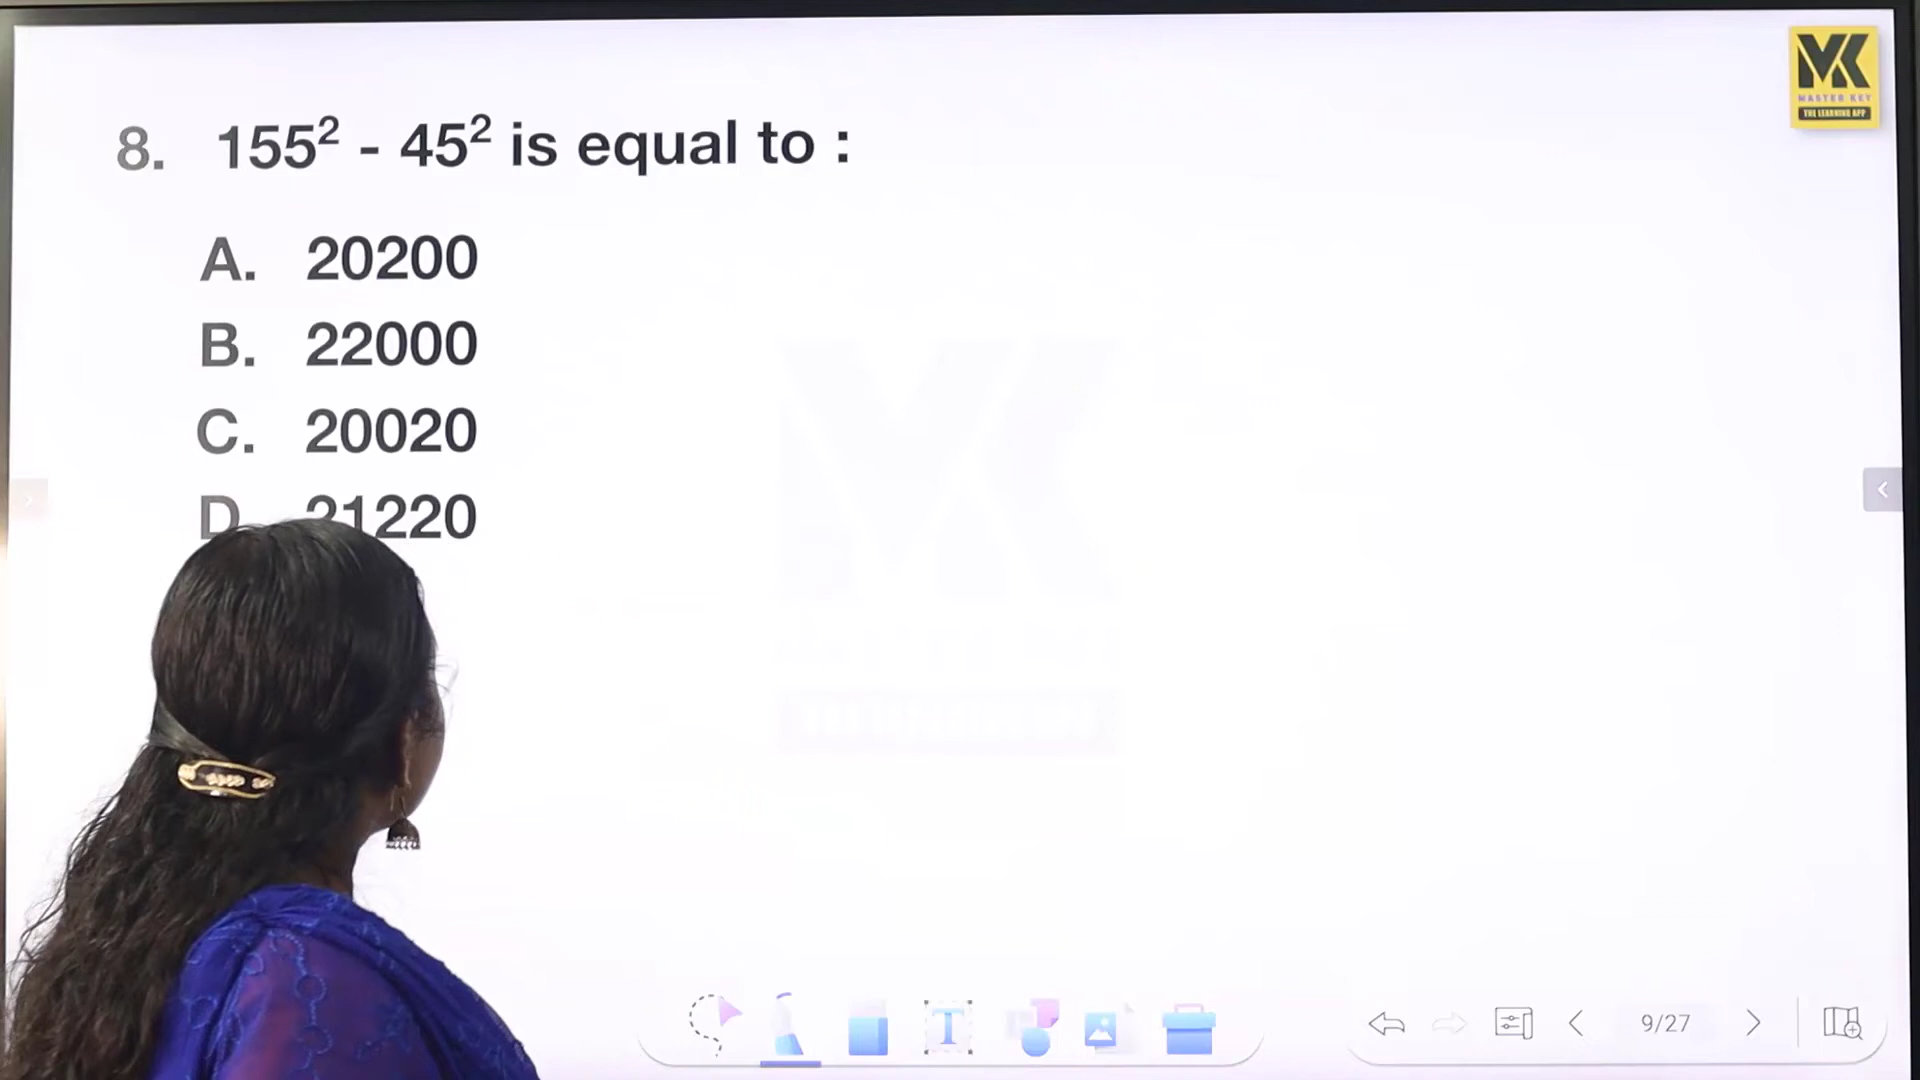 MK
MASTER KEY
THE LEARNING APP
8. 155² - 45² is equal to :
A. 20200
B. 22000
C. 20020
D. 21220
T
9/27